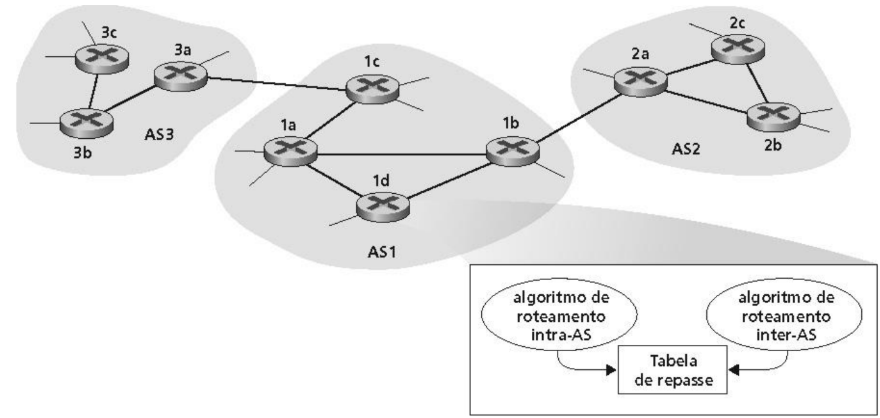 3c
3a
3b
AS3
1c
1a
1b
1d
AS1
2c
2a
2b
AS2
algoritmo de
roteamento
intra-AS
algoritmo de
roteamento
inter-AS
Tabela
de repasse